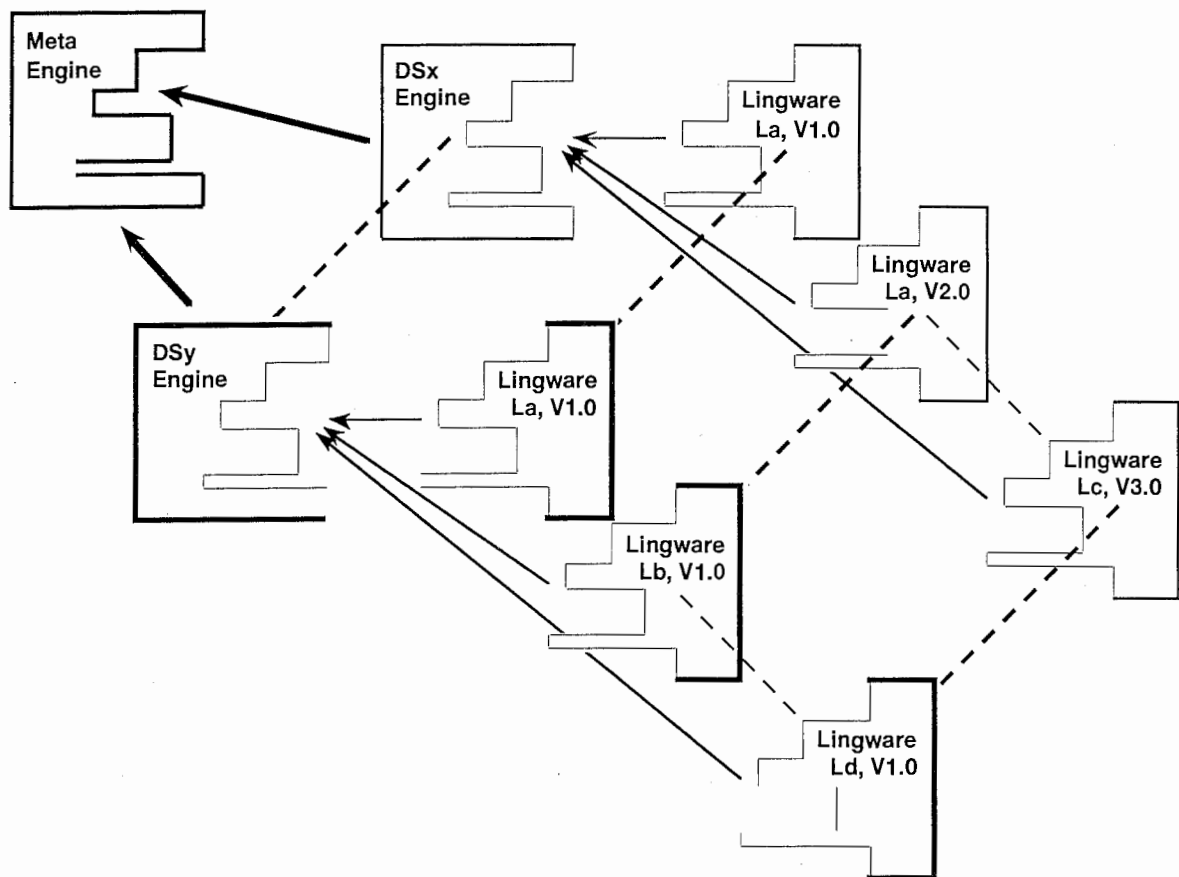 Meta
Engine
DSx
Engine
Lingware
La, V1.0
Lingware
La, V2.0
DSy
Engine
Lingware
La, V1.0
Lingware
Lc, V3.0
Lingware
Lb, V1.0
Lingware
Ld, V1.0